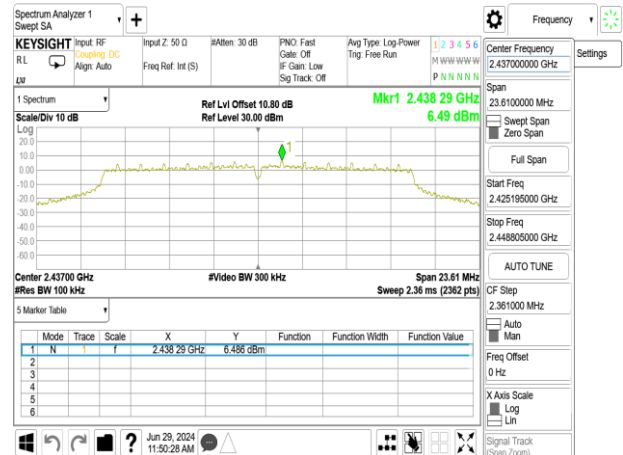 Spectrum Analyzer 1
Swept SA
Frequency
KEYSIGHT Input: RF Input Z: 50 Ω #Atten: 30 dB PNO: Fast Avg Type: Log-Power 1 2 3 4 5 6
RL Coupling: DC Gate: Off Trig: Free Run M W W W W W
Align: Auto Freq Ref: Int (S) IF Gain: Low
Sig Track: Off P N N N N N
Center Frequency
2.437000000 GHz
Settings
Span
23.6100000 MHz
Swept Span
Zero Span
Full Span
Start Freq
2.425195000 GHz
Stop Freq
2.448805000 GHz
AUTO TUNE
CF Step
2.361000 MHz
Auto
Man
Freq Offset
0 Hz
X Axis Scale
Log
Lin
Signal Track
(Span Zoom)
1 Spectrum
Scale/Div 10 dB
Ref Lvl Offset 10.80 dB
Ref Level 30.00 dBm
Mkr1 2.438 29 GHz
6.49 dBm
Log
20.0
10.0
0.00
-10.0
-20.0
-30.0
-40.0
-50.0
-60.0
1
Center 2.43700 GHz #Video BW 300 kHz Span 23.61 MHz
#Res BW 100 kHz Sweep 2.36 ms (2362 pts)
5 Marker Table
Mode Trace Scale X Y Function Function Width Function Value
1 N 1 f 2.438 29 GHz 6.486 dBm
2
3
4
5
6
? Jun 29, 2024
11:50:28 AM